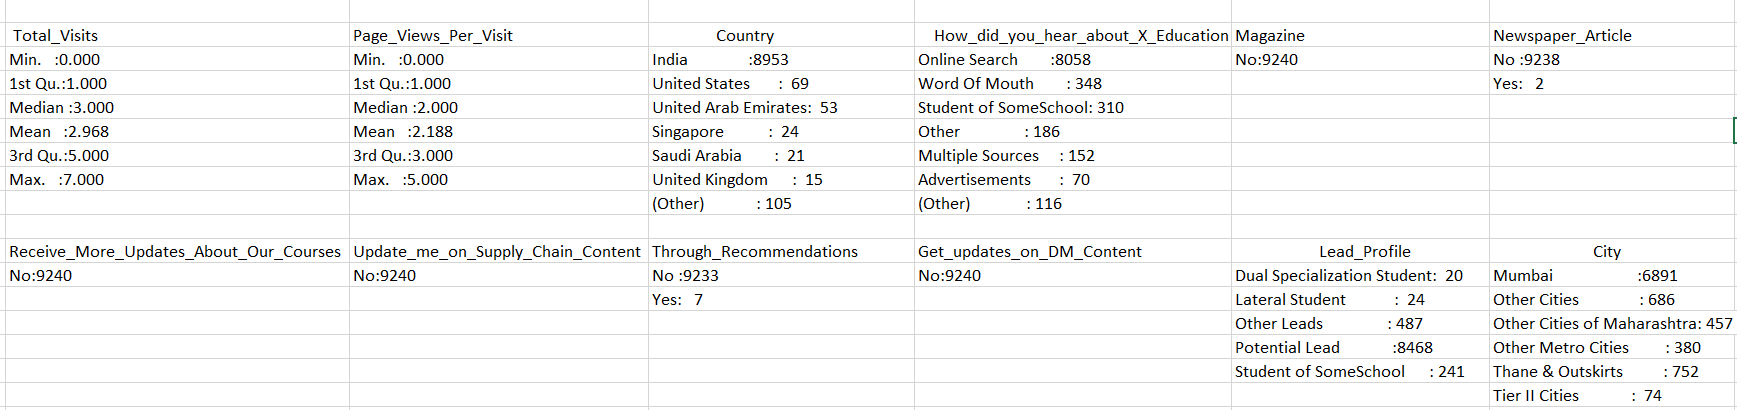 Total_Visits Page_Views_Per_Visit Country How_did_you_hear_about_X_Education Magazine Newspaper_Article
Min. :0.000 Min. :0.000 India :8953 Online Search :8058 No:9240 No :9238
1st Qu.:1.000 1st Qu.:1.000 United States : 69 Word Of Mouth : 348 Yes: 2
Median :3.000 Median :2.000 United Arab Emirates: 53 Student of SomeSchool: 310
Mean :2.968 Mean :2.188 Singapore : 24 Other : 186
3rd Qu.:5.000 3rd Qu.:3.000 Saudi Arabia : 21 Multiple Sources : 152
Max. :7.000 Max. :5.000 United Kingdom : 15 Advertisements : 70
(Other) : 105 (Other) : 116
Receive_More_Updates_About_Our_Courses Update_me_on_Supply_Chain_Content Through_Recommendations Get_updates_on_DM_Content Lead_Profile City
No:9240 No:9240 No :9233 No:9240 Dual Specialization Student: 20 Mumbai :6891
Yes: 7 Lateral Student : 24 Other Cities : 686
Other Leads : 487 Other Cities of Maharashtra: 457
Potential Lead :8468 Other Metro Cities : 380
Student of SomeSchool : 241 Thane & Outskirts : 752
Tier II Cities : 74